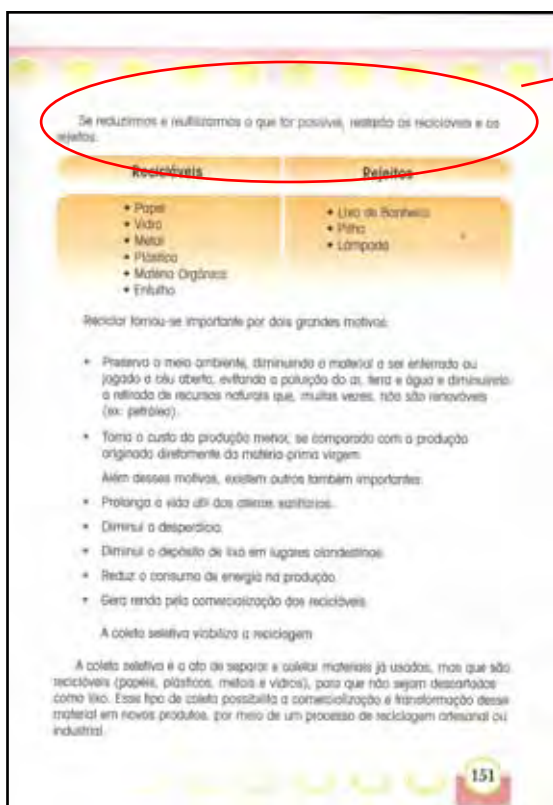 Se reduzirmos e reutilizarmos o que for possível, restarão os recicláveis e os
rejeitos.
Recicláveis
Rejeitos
• Papel
• Vidro
• Metal
• Plástico
• Matéria Orgânica
• Entulho
• Lixo de Banheiro
• Pilha
• Lâmpada
Reciclar tornou-se importante por dois grandes motivos:
• Preserva o meio ambiente, diminuindo o material a ser enterrado ou
jogado a céu aberto, evitando a poluição do ar, terra e água e diminuindo
a retirada de recursos naturais que, muitas vezes, não são renováveis
(ex: petróleo).
• Torna o custo da produção menor, se comparado com a produção
originada diretamente da matéria prima virgem.
Além desses motivos, existem outros também importantes:
• Prolonga a vida útil dos aterros sanitários.
• Diminui o desperdício.
• Diminui o depósito de lixo em lugares clandestinos.
• Reduz o consumo de energia na produção.
• Gera renda pela comercialização dos recicláveis.
A coleta seletiva viabiliza a reciclagem
A coleta seletiva é o ato de separar e coletar materiais já usados, mas que são
recicláveis (papéis, plásticos, metais e vidros), para que não sejam descartados
como lixo. Esse tipo de coleta possibilita a comercialização e transformação desse
material em novos produtos, por meio de um processo de reciclagem artesanal ou
industrial.
151